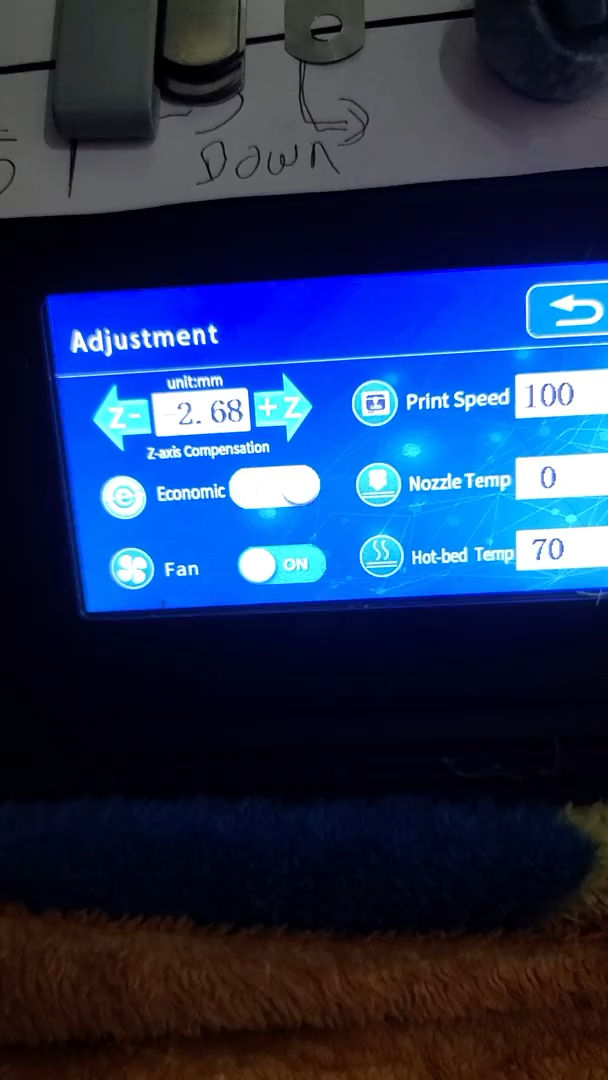 Down
Adjustment
unit:mm
Z- -2.68 +Z
Z-axis Compensation
Print Speed 100
Economic
Nozzle Temp 0
Fan ON
Hot-bed Temp 70